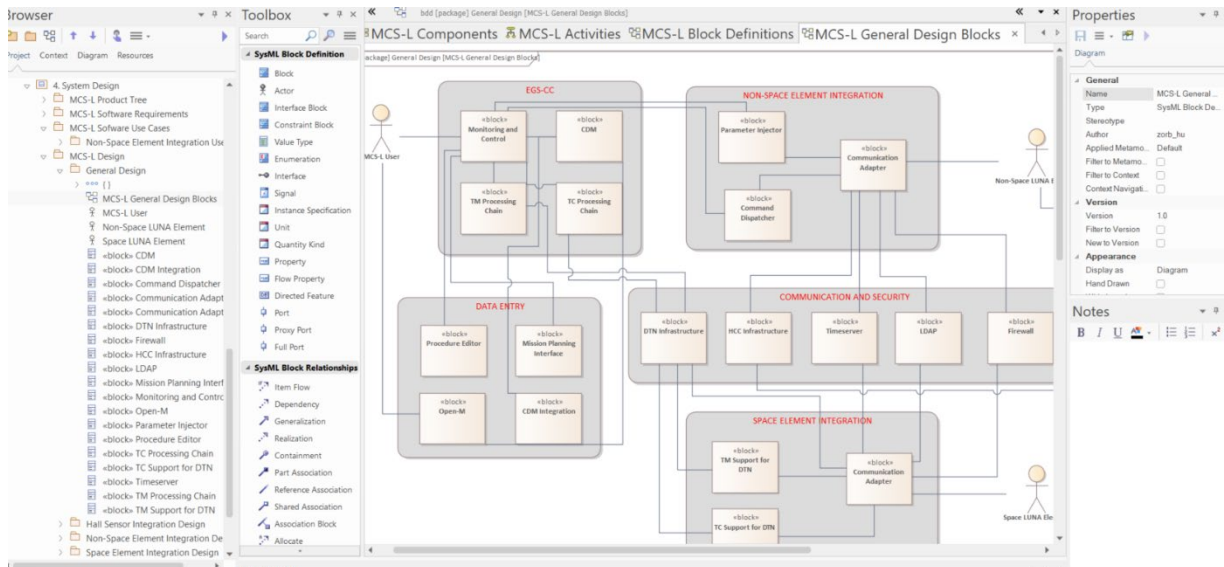 Browser
Project Context Diagram Resources
4. System Design
MCS-L Product Tree
MCS-L Software Requirements
MCS-L Sofware Use Cases
Non-Space Element Integration Use
MCS-L Design
General Design
{}
MCS-L General Design Blocks
MCS-L User
Non-Space LUNA Element
Space LUNA Element
«block» CDM
«block» CDM Integration
«block» Command Dispatcher
«block» Communication Adapt
«block» Communication Adapt
«block» DTN Infrastructure
«block» Firewall
«block» HCC Infrastructure
«block» LDAP
«block» Mission Planning Interf
«block» Monitoring and Contro
«block» Open-M
«block» Parameter Injector
«block» Procedure Editor
«block» TC Processing Chain
«block» TC Support for DTN
«block» Timeserver
«block» TM Processing Chain
«block» TM Support for DTN
Hall Sensor Integration Design
Non-Space Element Integration De
Space Element Integration Design
Toolbox
Search
SysML Block Definition
Block
Actor
Interface Block
Constraint Block
Value Type
Enumeration
Interface
Signal
Instance Specification
Unit
Quantity Kind
Property
Flow Property
Directed Feature
Port
Proxy Port
Full Port
SysML Block Relationships
Item Flow
Dependency
Generalization
Realization
Containment
Part Association
Reference Association
Shared Association
Association Block
Allocate
bdd [package] General Design [MCS-L General Design Blocks]
MCS-L Components MCS-L Activities MCS-L Block Definitions MCS-L General Design Blocks ×
package] General Design [MCS-L General Design Blocks]
MCS-L User
EGS-CC
«block»
Monitoring and
Control
«block»
CDM
«block»
TM Processing
Chain
«block»
TC Processing
Chain
NON-SPACE ELEMENT INTEGRATION
«block»
Parameter Injector
«block»
Communication
Adapter
«block»
Command
Dispatcher
Non-Space LUNA E
DATA ENTRY
«block»
Procedure Editor
«block»
Mission Planning
Interface
«block»
Open-M
«block»
CDM Integration
COMMUNICATION AND SECURITY
«block»
DTN Infrastructure
«block»
HCC Infrastructure
«block»
Timeserver
«block»
LDAP
«block»
Firewall
SPACE ELEMENT INTEGRATION
«block»
TM Support for
DTN
«block»
Communication
Adapter
«block»
TC Support for DTN
Space LUNA Ele
Properties
Diagram
General
Name MCS-L General ...
Type SysML Block De...
Stereotype
Author zorb_hu
Applied Metamo... Default
Filter to Metamo...
Filter to Context
Context Navigati...
Version
Version 1.0
Filter to Version
New to Version
Appearance
Display as Diagram
Hand Drawn
Notes
B I U